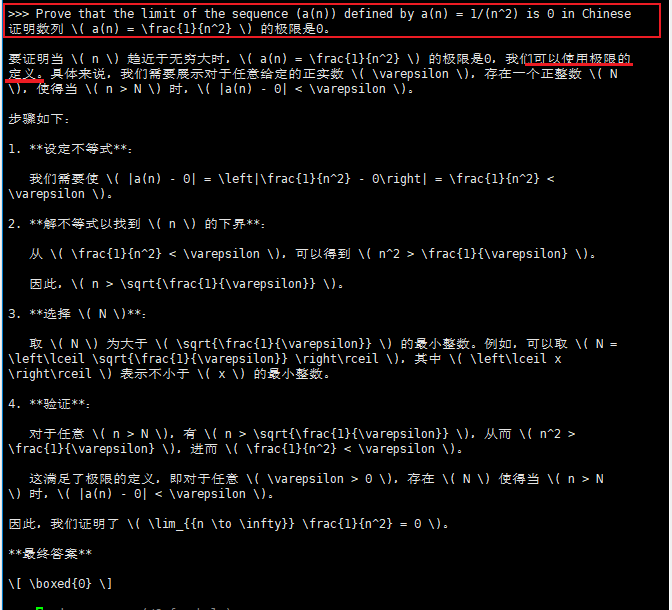 >>> Prove that the limit of the sequence (a(n)) defined by a(n) = 1/(n^2) is 0 in Chinese
证明数列 \( a(n) = \frac{1}{n^2} \) 的极限是0。
要证明当 \( n \) 趋近于无穷大时，\( a(n) = \frac{1}{n^2} \) 的极限是0，我们可以使用极限的
定义。具体来说，我们需要展示对于任意给定的正实数 \( \varepsilon \)，存在一个正整数 \( N
\)，使得当 \( n > N \) 时，\( |a(n) - 0| < \varepsilon \)。
步骤如下：
1. **设定不等式**：
我们需要使 \( |a(n) - 0| = \left|\frac{1}{n^2} - 0\right| = \frac{1}{n^2} <
\varepsilon \)。
2. **解不等式以找到 \( n \) 的下界**：
从 \( \frac{1}{n^2} < \varepsilon \)，可以得到 \( n^2 > \frac{1}{\varepsilon} \)。
因此，\( n > \sqrt{\frac{1}{\varepsilon}} \)。
3. **选择 \( N \)**：
取 \( N \) 为大于 \( \sqrt{\frac{1}{\varepsilon}} \) 的最小整数。例如，可以取 \( N =
\left\lceil \sqrt{\frac{1}{\varepsilon}} \right\rceil \)，其中 \( \left\lceil x
\right\rceil \) 表示不小于 \( x \) 的最小整数。
4. **验证**：
对于任意 \( n > N \)，有 \( n > \sqrt{\frac{1}{\varepsilon}} \)，从而 \( n^2 >
\frac{1}{\varepsilon} \)，进而 \( \frac{1}{n^2} < \varepsilon \)。
这满足了极限的定义，即对于任意 \( \varepsilon > 0 \)，存在 \( N \) 使得当 \( n > N
\) 时，\( |a(n) - 0| < \varepsilon \)。
因此，我们证明了 \( \lim_{{n \to \infty}} \frac{1}{n^2} = 0 \)。
**最终答案**
\[ \boxed{0} \]